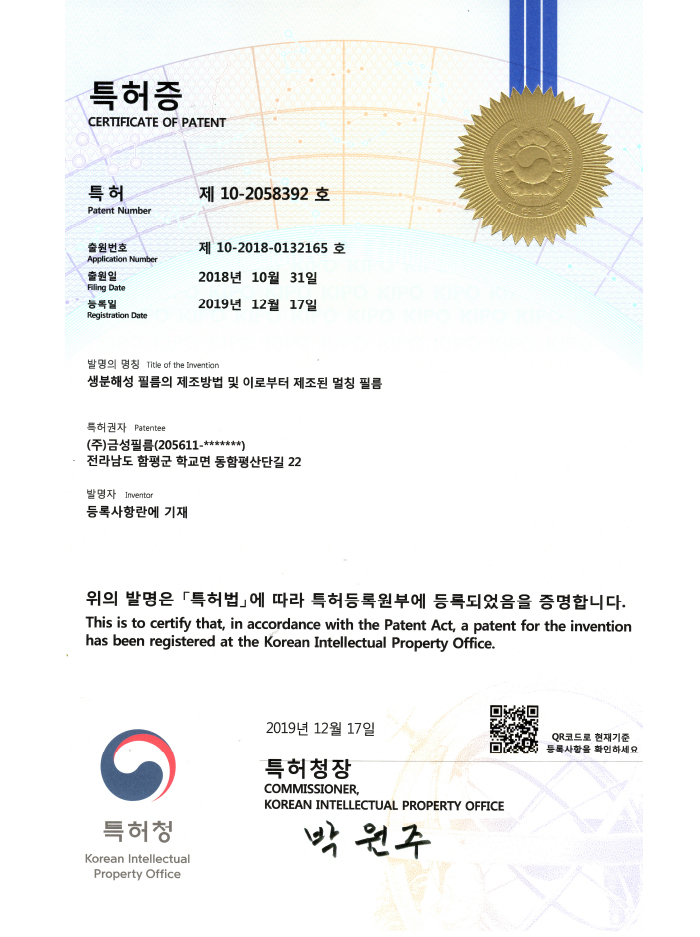 특허증
CERTIFICATE OF PATENT
특허 제 10-2058392 호
Patent Number
출원번호 제 10-2018-0132165 호
Application Number
출원일 2018년 10월 31일
Filing Date
등록일 2019년 12월 17일
Registration Date
발명의 명칭 Title of the Invention
생분해성 필름의 제조방법 및 이로부터 제조된 멀칭 필름
특허권자 Patentee
(주)금성필름(205611-*******)
전라남도 함평군 학교면 동함평산단길 22
발명자 Inventor
등록사항란에 기재
위의 발명은 「특허법」에 따라 특허등록원부에 등록되었음을 증명합니다.
This is to certify that, in accordance with the Patent Act, a patent for the invention
has been registered at the Korean Intellectual Property Office.
2019년 12월 17일
QR코드로 현재기준
등록사항을 확인하세요
특허청장
COMMISSIONER,
KOREAN INTELLECTUAL PROPERTY OFFICE
박원주
특허청
Korean Intellectual
Property Office